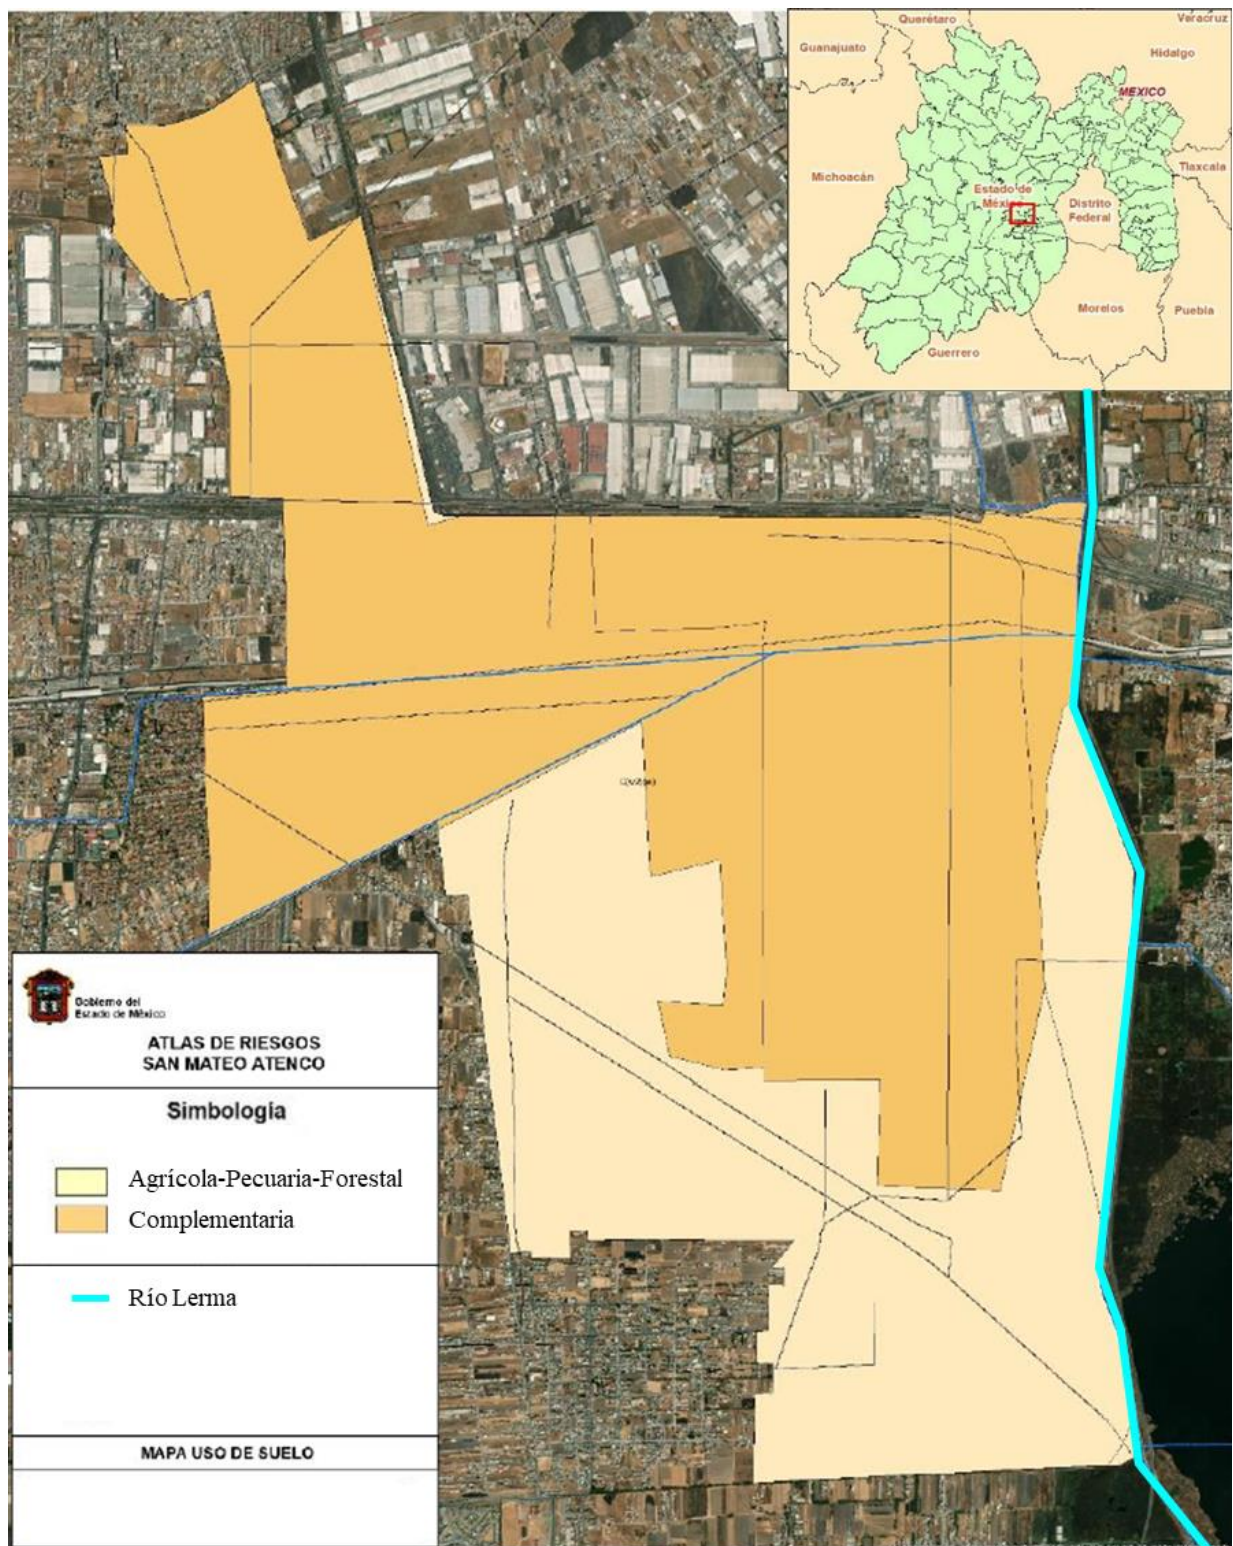 Querétaro
Veracruz
Guanajuato
Hidalgo
MEXICO
Michoacán
Tlaxcala
Estado de
México
Distrito
Federal
Morelos
Puebla
Guerrero
Gobierno del
Estado de México
ATLAS DE RIESGOS
SAN MATEO ATENCO
Simbología
Agrícola-Pecuaria-Forestal
Complementaria
Río Lerma
MAPA USO DE SUELO